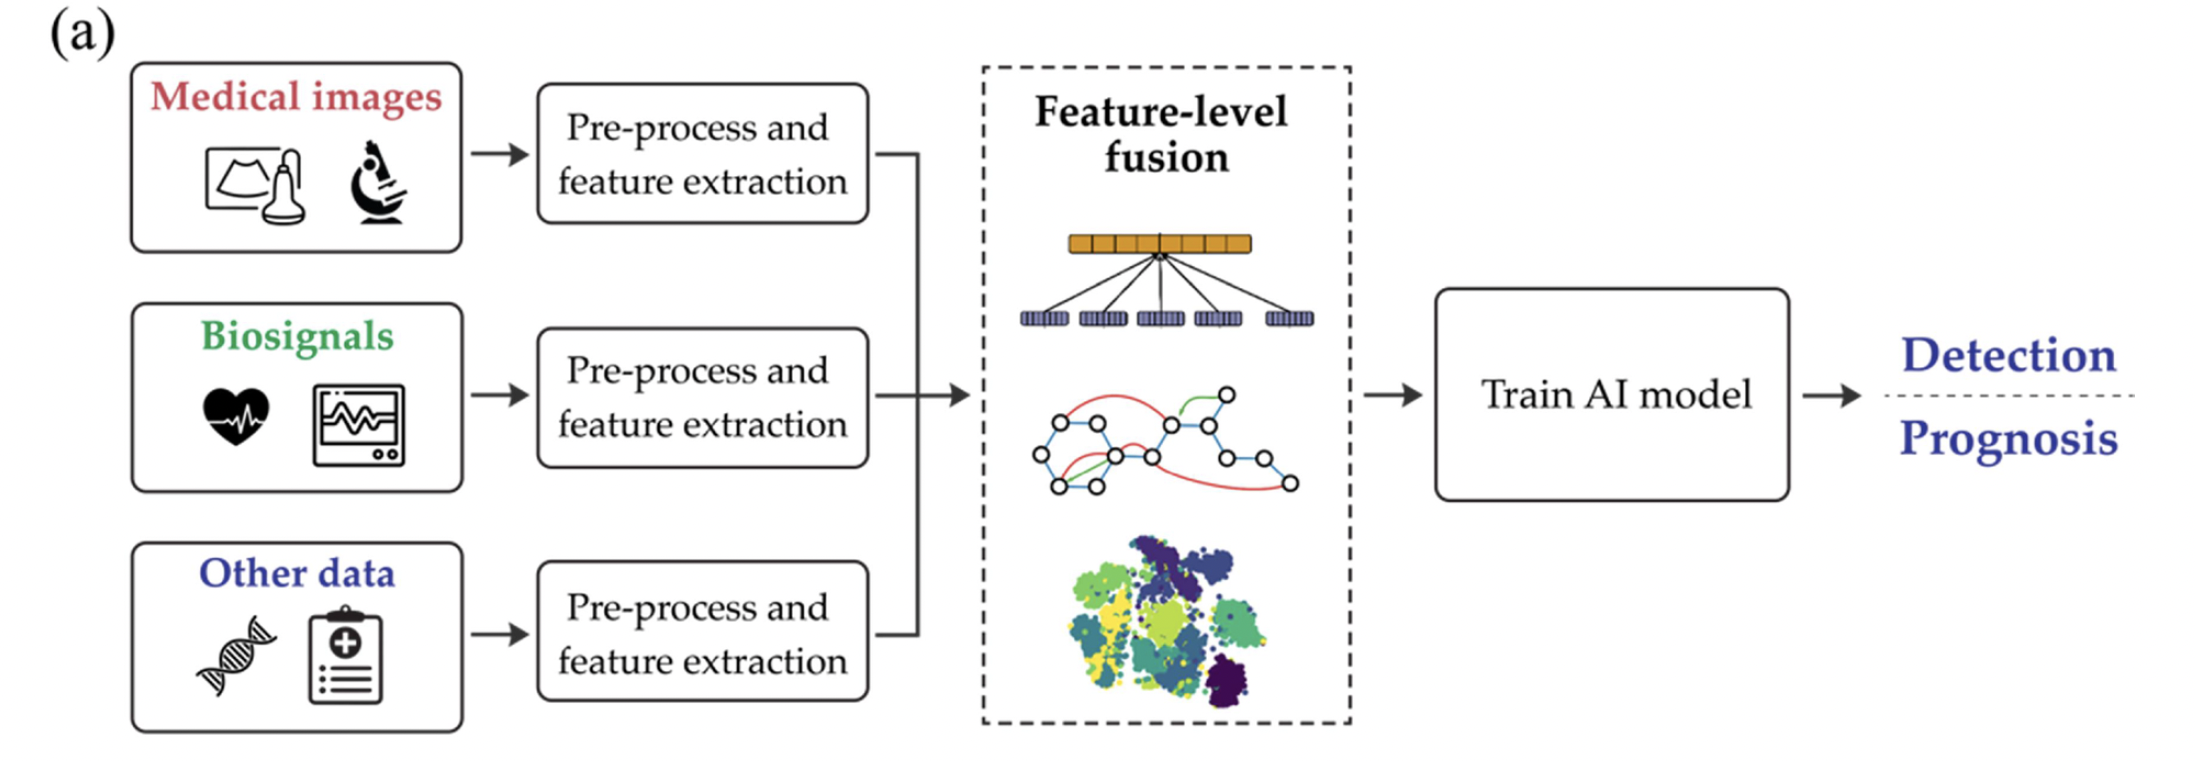 (a)
Medical images
Pre-process and
feature extraction
Biosignals
Pre-process and
feature extraction
Other data
Pre-process and
feature extraction
Feature-level
fusion
Train AI model
Detection
Prognosis